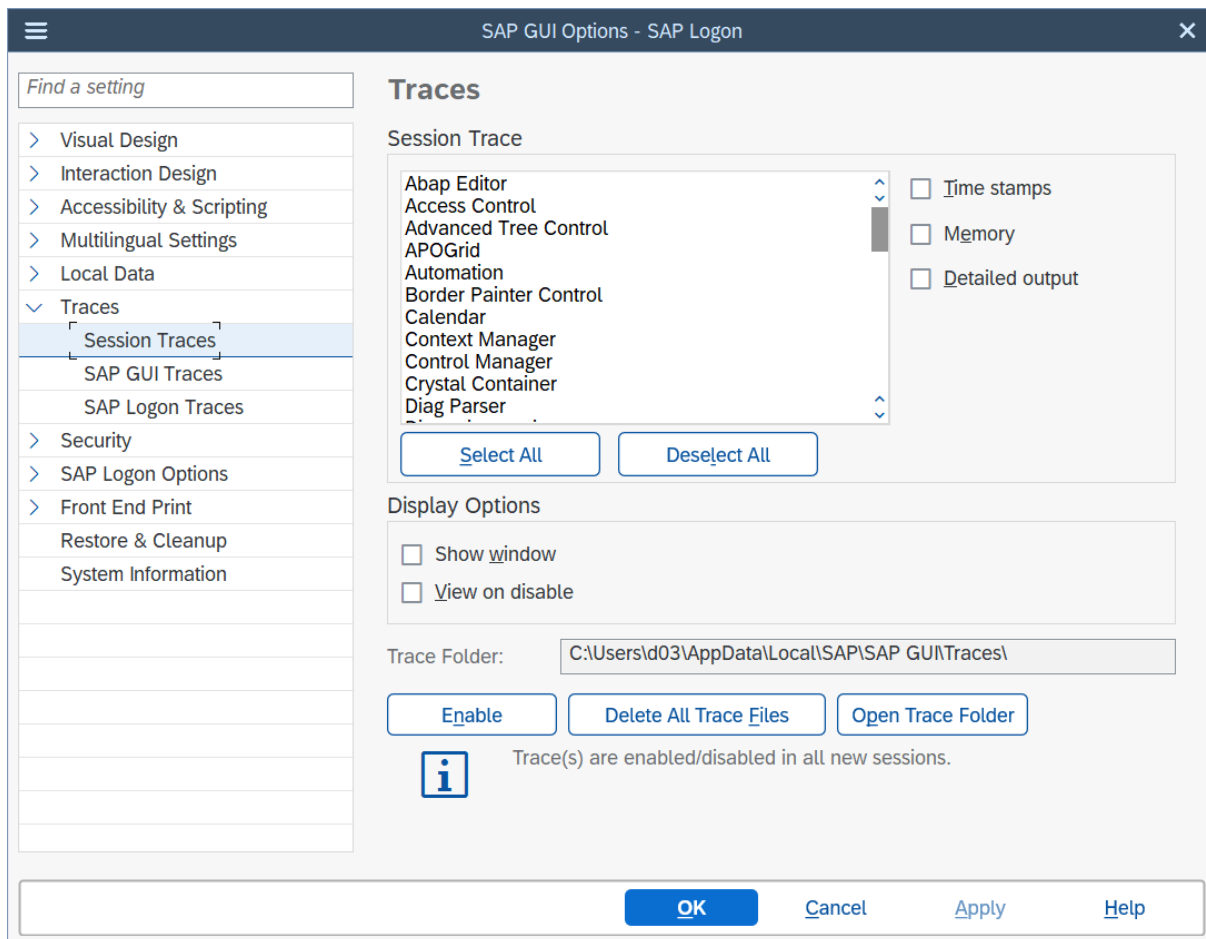 SAP GUI Options - SAP Logon
Find a setting
Visual Design
Interaction Design
Accessibility & Scripting
Multilingual Settings
Local Data
Traces
Session Traces
SAP GUI Traces
SAP Logon Traces
Security
SAP Logon Options
Front End Print
Restore & Cleanup
System Information
Traces
Session Trace
Abap Editor
Access Control
Advanced Tree Control
APOGrid
Automation
Border Painter Control
Calendar
Context Manager
Control Manager
Crystal Container
Diag Parser
Time stamps
Memory
Detailed output
Select All
Deselect All
Display Options
Show window
View on disable
Trace Folder:
C:\Users\d03\AppData\Local\SAP\SAP GUI\Traces\
Enable
Delete All Trace Files
Open Trace Folder
Trace(s) are enabled/disabled in all new sessions.
OK
Cancel
Apply
Help